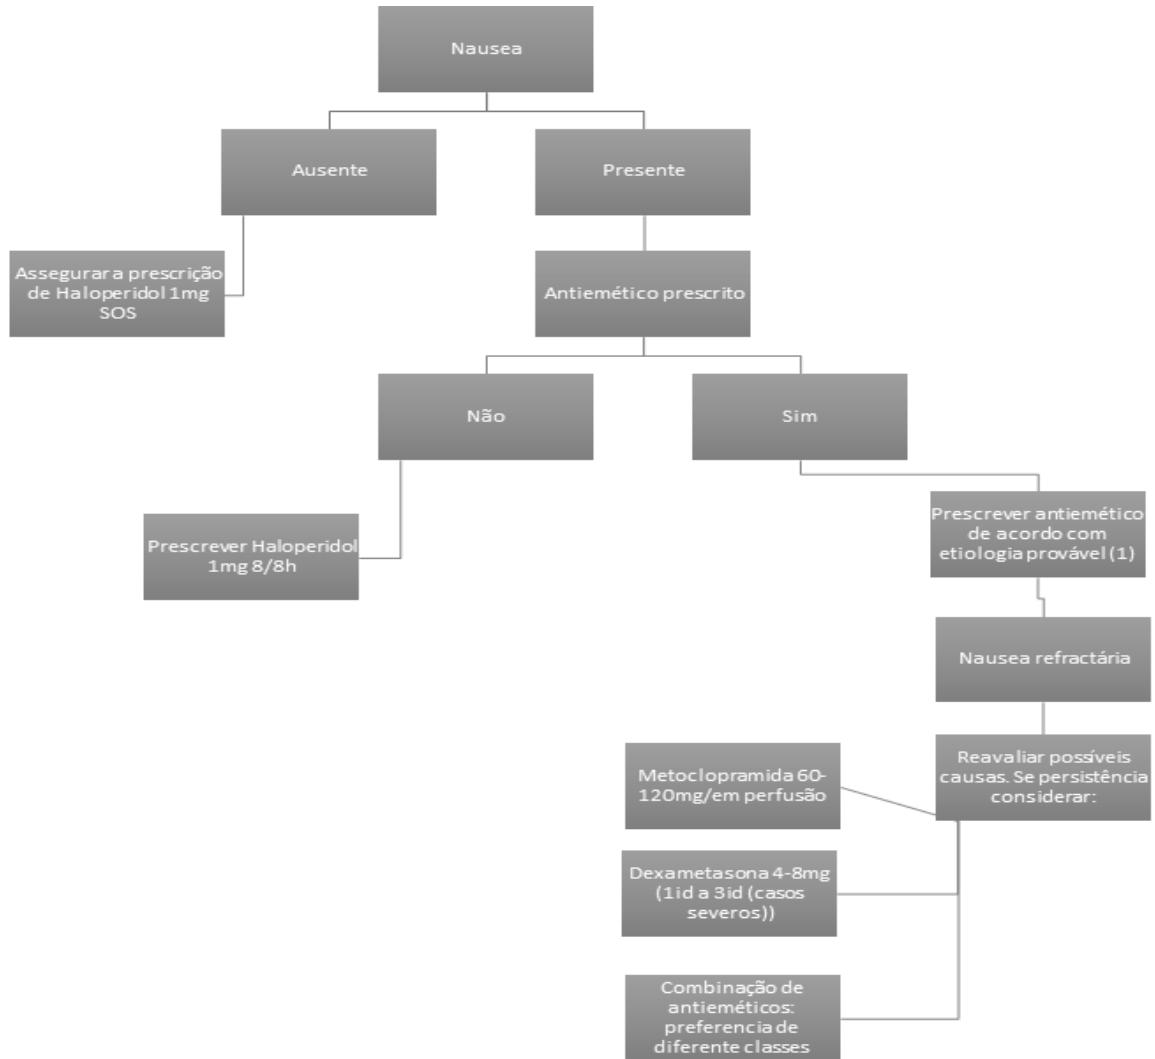 Nausea
Ausente
Presente
Assegurar a prescrição
de Haloperidol 1mg
SOS
Antiemético prescrito
Não
Sim
Prescrever Haloperidol
1mg 8/8h
Prescrever antiemético
de acordo com
etiologia provável (1)
Nausea refractária
Reavaliar possíveis
causas. Se persistência
considerar:
Metoclopramida 60-
120mg/em perfusão
Dexametasona 4-8mg
(1id a 3id (casos
severos))
Combinação de
antieméticos:
preferencia de
diferente classes